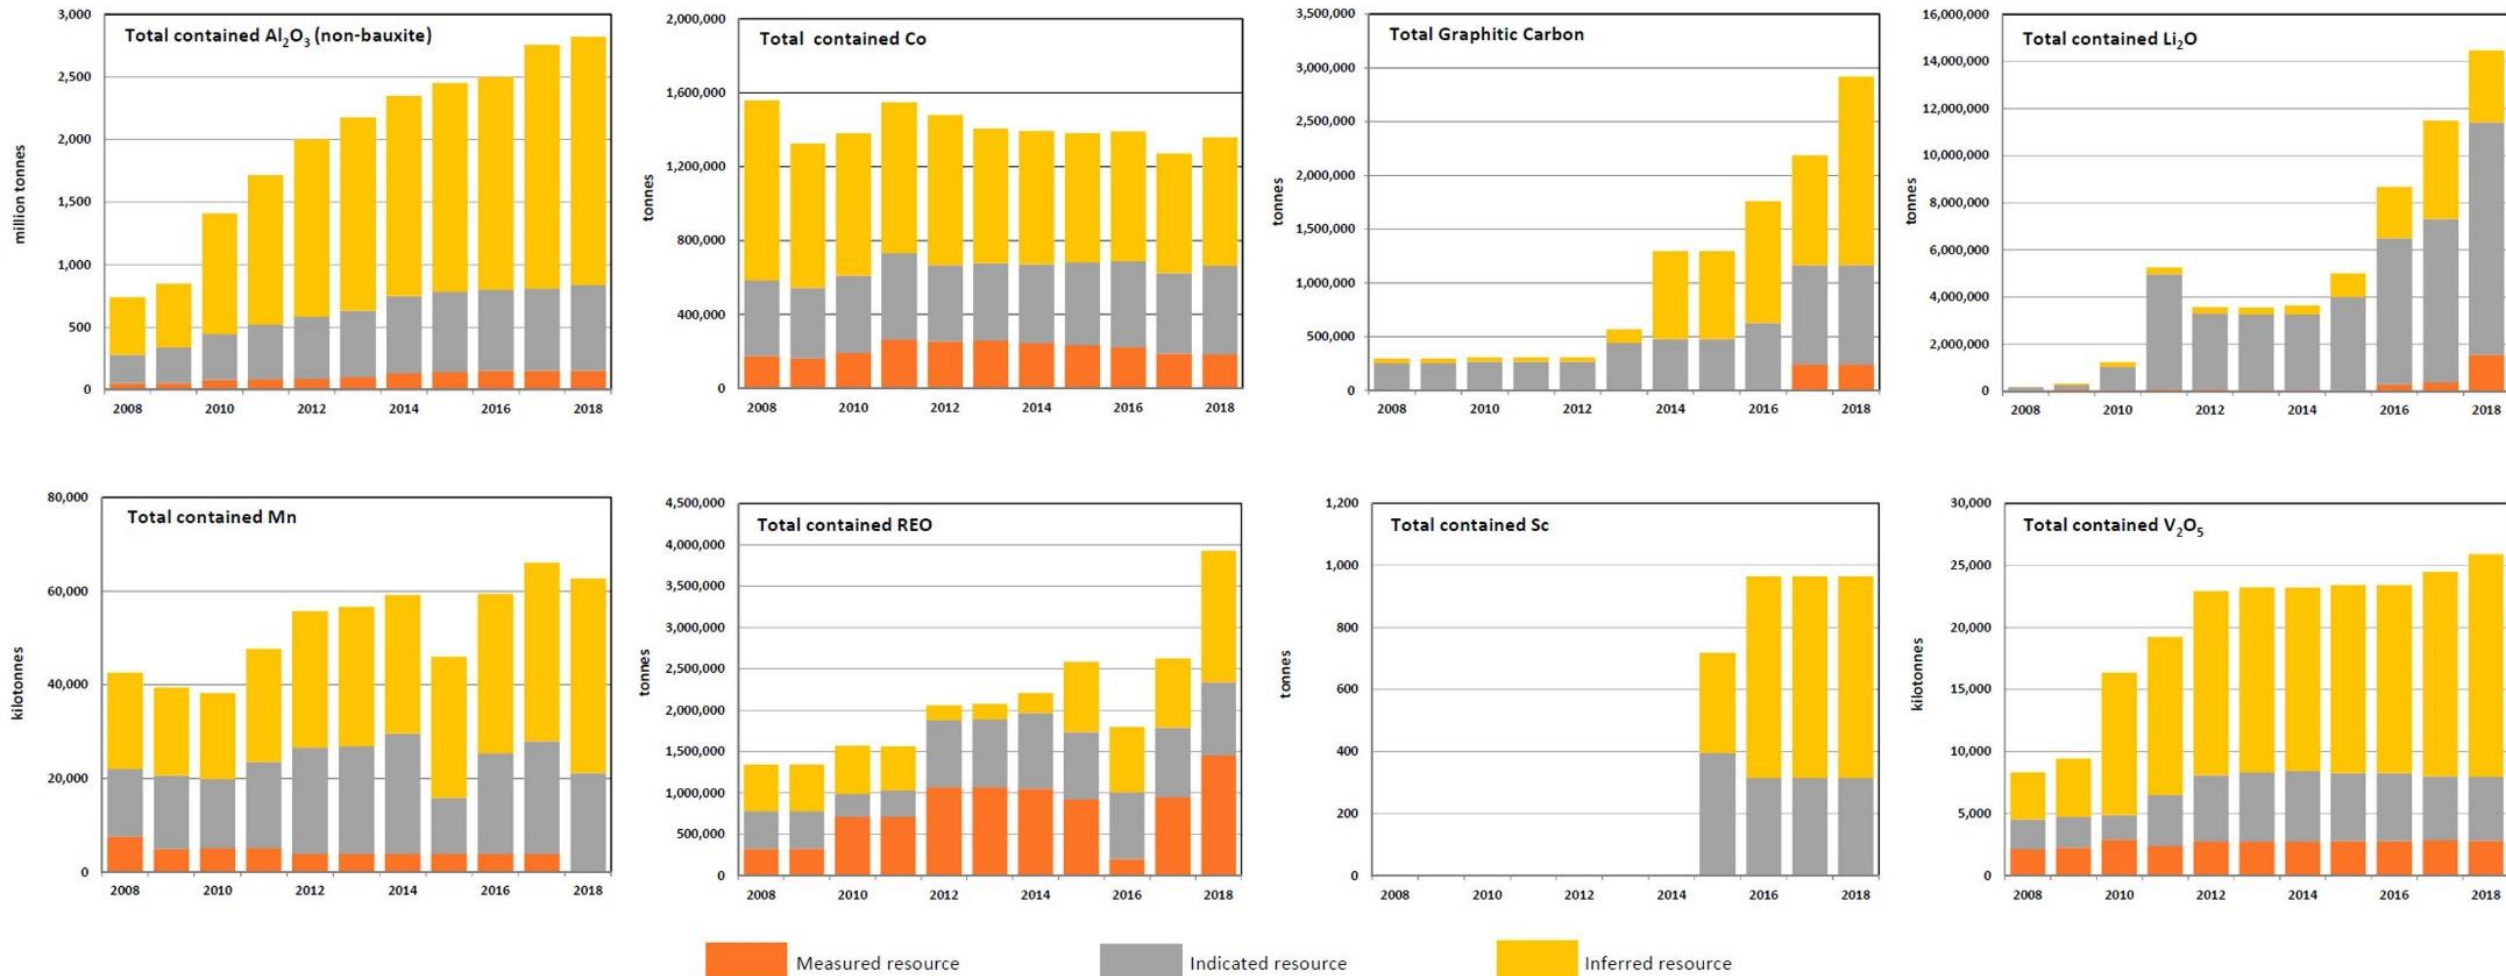 Total contained Al₂O₃ (non-bauxite)
million tonnes
3,000
2,500
2,000
1,500
1,000
500
0
2008 2010 2012 2014 2016 2018
Total contained Co
tonnes
2,000,000
1,600,000
1,200,000
800,000
400,000
0
2008 2010 2012 2014 2016 2018
Total Graphitic Carbon
tonnes
3,500,000
3,000,000
2,500,000
2,000,000
1,500,000
1,000,000
500,000
0
2008 2010 2012 2014 2016 2018
Total contained Li₂O
tonnes
16,000,000
14,000,000
12,000,000
10,000,000
8,000,000
6,000,000
4,000,000
2,000,000
0
2008 2010 2012 2014 2016 2018
Total contained Mn
kilotonnes
80,000
60,000
40,000
20,000
0
2008 2010 2012 2014 2016 2018
Total contained REO
tonnes
4,500,000
4,000,000
3,500,000
3,000,000
2,500,000
2,000,000
1,500,000
1,000,000
500,000
0
2008 2010 2012 2014 2016 2018
Total contained Sc
tonnes
1,200
1,000
800
600
400
200
0
2008 2010 2012 2014 2016 2018
Total contained V₂O₅
kilotonnes
30,000
25,000
20,000
15,000
10,000
5,000
0
2008 2010 2012 2014 2016 2018
Measured resource
Indicated resource
Inferred resource